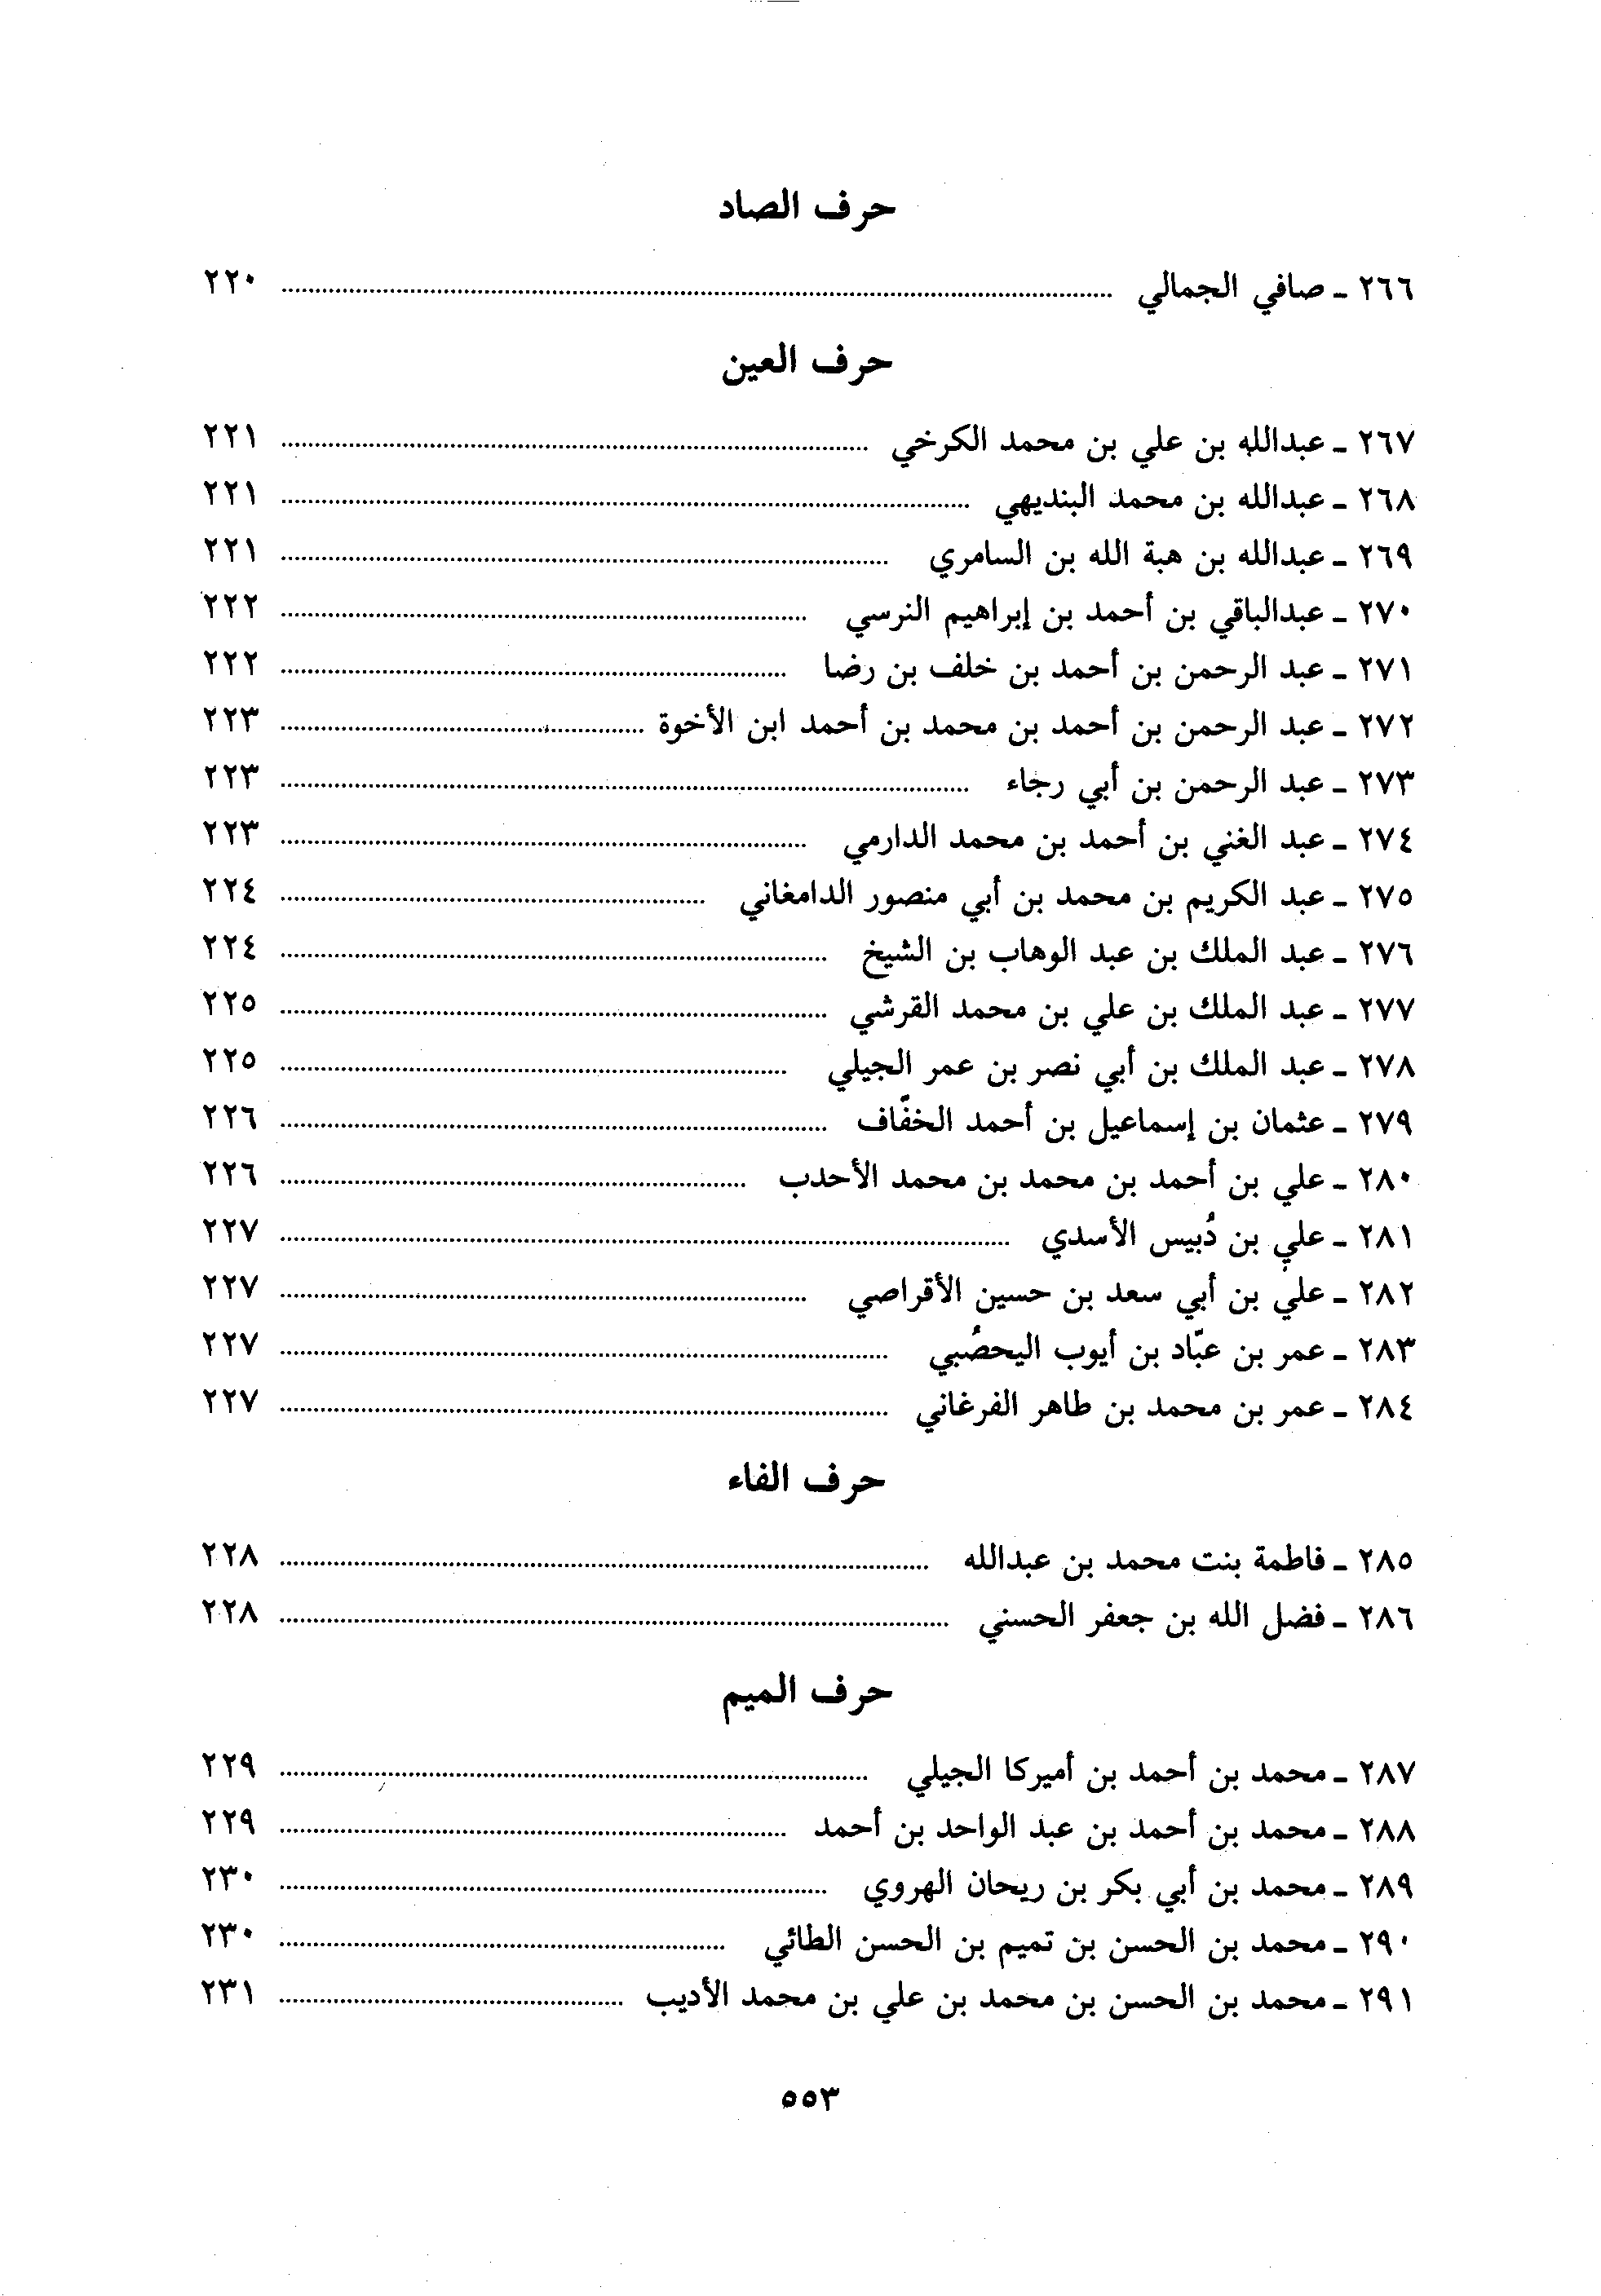 حرف الصاد
٢٦٦ ـ صافي الجمالي ........ ٢٢٠
حرف العين
٢٦٧ ـ عبدالله بن علي بن محمد الكرخي ........ ٢٢١
٢٦٨ ـ عبدالله بن محمد البنديهي ........ ٢٢١
٢٦٩ ـ عبدالله بن هبة الله بن السامري ........ ٢٢١
٢٧٠ ـ عبدالباقي بن أحمد بن إبراهيم النرسي ........ ٢٢٢
٢٧١ ـ عبد الرحمن بن أحمد بن خلف بن رضا ........ ٢٢٢
٢٧٢ ـ عبد الرحمن بن أحمد بن محمد بن أحمد ابن الأخوة ........ ٢٢٣
٢٧٣ ـ عبد الرحمن بن أبي رجاء ........ ٢٢٣
٢٧٤ ـ عبد الغني بن أحمد بن محمد الدارمي ........ ٢٢٣
٢٧٥ ـ عبد الكريم بن محمد بن أبي منصور الدامغاني ........ ٢٢٤
٢٧٦ ـ عبد الملك بن عبد الوهاب بن الشيخ ........ ٢٢٤
٢٧٧ ـ عبد الملك بن علي بن محمد القرشي ........ ٢٢٥
٢٧٨ ـ عبد الملك بن أبي نصر بن عمر الجيلي ........ ٢٢٥
٢٧٩ ـ عثمان بن إسماعيل بن أحمد الخفّاف ........ ٢٢٦
٢٨٠ ـ علي بن أحمد بن محمد بن محمد الأحدب ........ ٢٢٦
٢٨١ ـ علي بن دُبيس الأسدي ........ ٢٢٧
٢٨٢ ـ علي بن أبي سعد بن حسين الأقراصي ........ ٢٢٧
٢٨٣ ـ عمر بن عبّاد بن أيوب اليحصُبي ........ ٢٢٧
٢٨٤ ـ عمر بن محمد بن طاهر الفرغاني ........ ٢٢٧
حرف الفاء
٢٨٥ ـ فاطمة بنت محمد بن عبدالله ........ ٢٢٨
٢٨٦ ـ فضل الله بن جعفر الحسني ........ ٢٢٨
حرف الميم
٢٨٧ ـ محمد بن أحمد بن أميركا الجيلي ........ ٢٢٩
٢٨٨ ـ محمد بن أحمد بن عبد الواحد بن أحمد ........ ٢٢٩
٢٨٩ ـ محمد بن أبي بكر بن ريحان الهروي ........ ٢٣٠
٢٩٠ ـ محمد بن الحسن بن تميم بن الحسن الطائي ........ ٢٣٠
٢٩١ ـ محمد بن الحسن بن محمد بن علي بن محمد الأديب ........ ٢٣١
٥٥٣